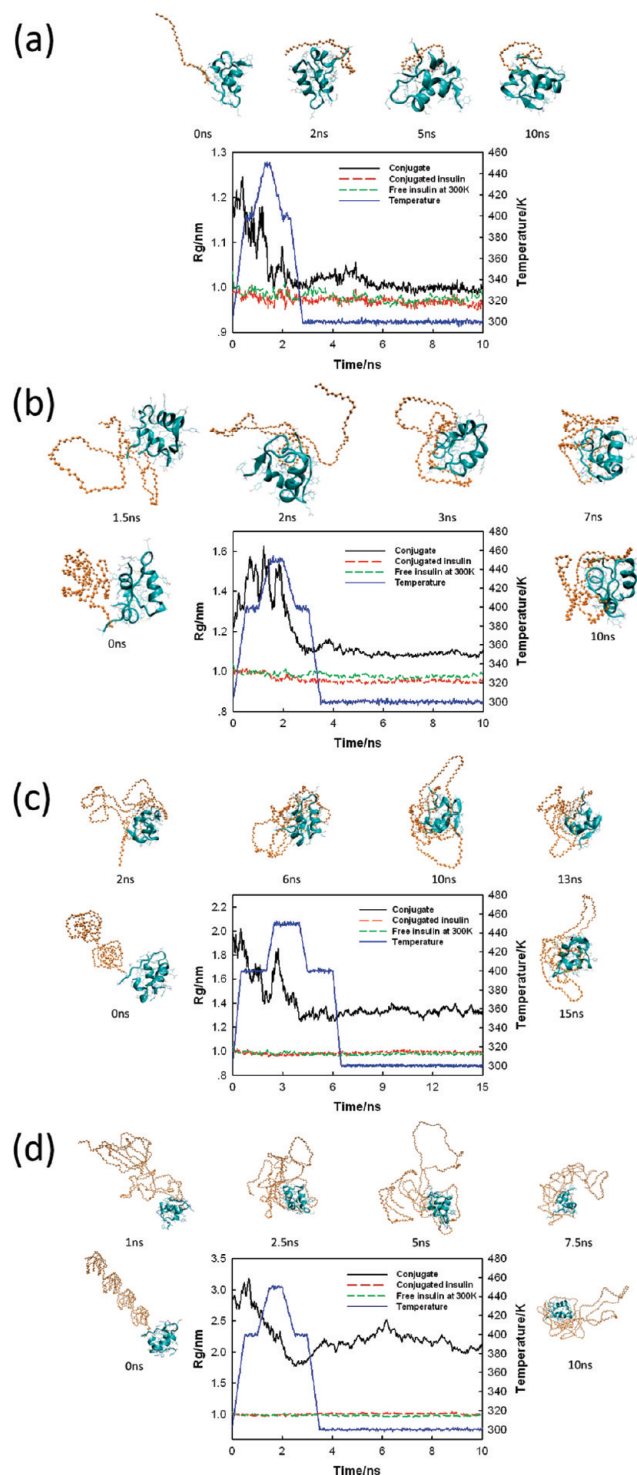 (a)
0ns 2ns 5ns 10ns
1.3 460
Conjugate
Conjugated insulin
Free insulin at 300K
Temperature
440
1.2 420
400
1.1 380
360
1.0 340
320
.9 300
Rg/nm
Temperature/K
0 2 4 6 8 10
Time/ns
(b)
1.5ns 2ns 3ns 7ns
0ns
10ns
480
1.6 460
Conjugate
Conjugated insulin
Free insulin at 300K
Temperature
440
1.4 420
400
1.2 380
360
1.0 340
320
.8 300
Rg/nm
Temperature/K
0 2 4 6 8 10
Time/ns
(c)
2ns 6ns 10ns 13ns
0ns
15ns
2.2 480
Conjugate
Conjugated insulin
Free insulin at 300K
Temperature
2.0 460
1.8 440
420
1.6 400
1.4 380
360
1.2 340
1.0 320
.8 300
Rg/nm
Temperature/K
0 3 6 9 12 15
Time/ns
(d)
1ns 2.5ns 5ns 7.5ns
0ns
10ns
3.5 480
Conjugate
Conjugated insulin
Free insulin at 300K
Temperature
460
3.0 440
2.5 420
400
2.0 380
1.5 360
340
1.0 320
300
Rg/nm
Temperature/K
0 2 4 6 8 10
Time/ns